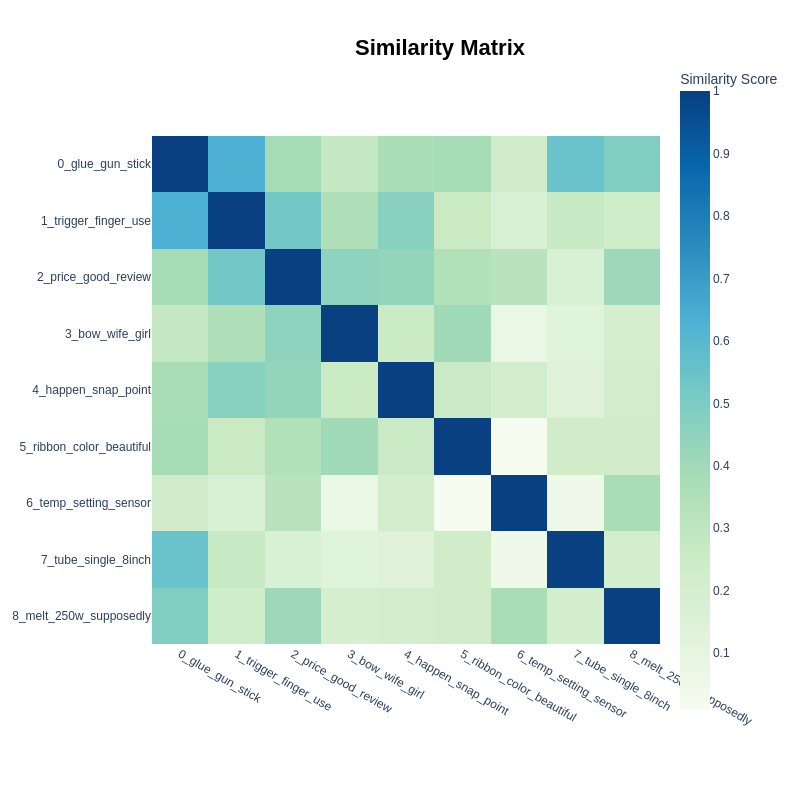 Similarity Matrix
Similarity Score
1
0.9
0.8
0.7
0.6
0.5
0.4
0.3
0.2
0.1
0_glue_gun_stick
1_trigger_finger_use
2_price_good_review
3_bow_wife_girl
4_happen_snap_point
5_ribbon_color_beautiful
6_temp_setting_sensor
7_tube_single_8inch
8_melt_250w_supposedly
0_glue_gun_stick
1_trigger_finger_use
2_price_good_review
3_bow_wife_girl
4_happen_snap_point
5_ribbon_color_beautiful
6_temp_setting_sensor
7_tube_single_8inch
8_melt_250w_supposedly